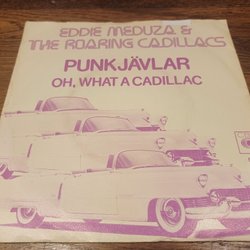 EDDIE MEDUZA &
THE ROARING CADILLACS
PUNKJÄVLAR
OH, WHAT A CADILLAC